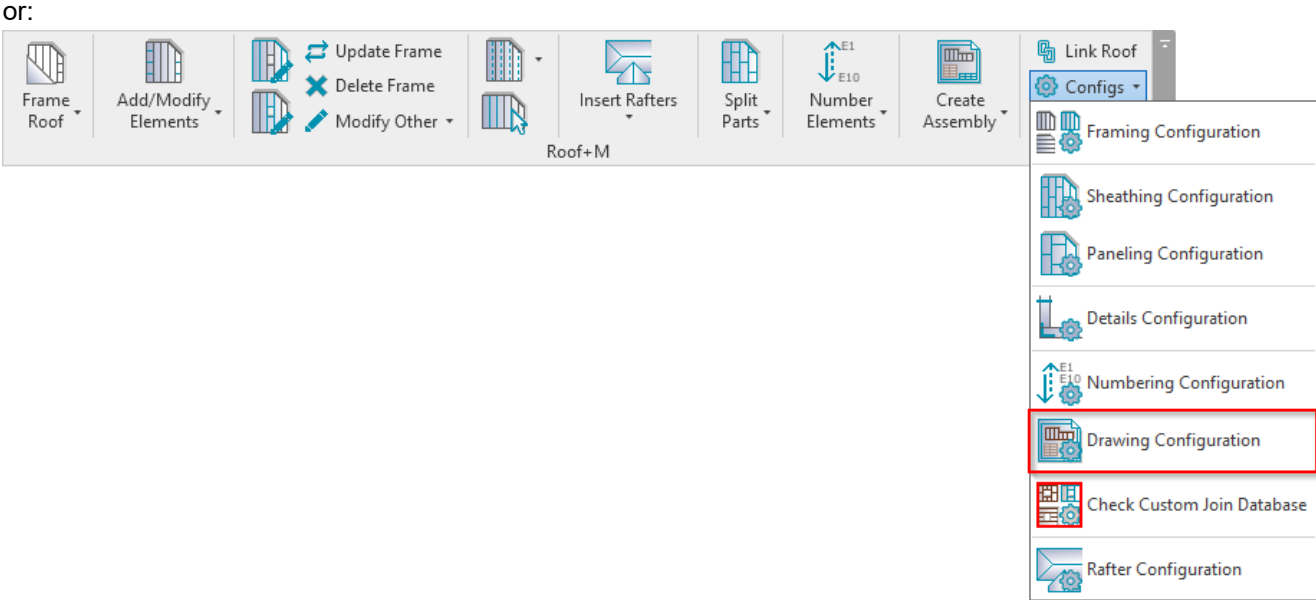 or:
Frame
Roof
Add/Modify
Elements
Update Frame
Delete Frame
Modify Other
Insert Rafters
Split
Parts
E1
E10
Number
Elements
Create
Assembly
Link Roof
Configs
Roof+M
Framing Configuration
Sheathing Configuration
Paneling Configuration
Details Configuration
E1
E10
Numbering Configuration
Drawing Configuration
Check Custom Join Database
Rafter Configuration